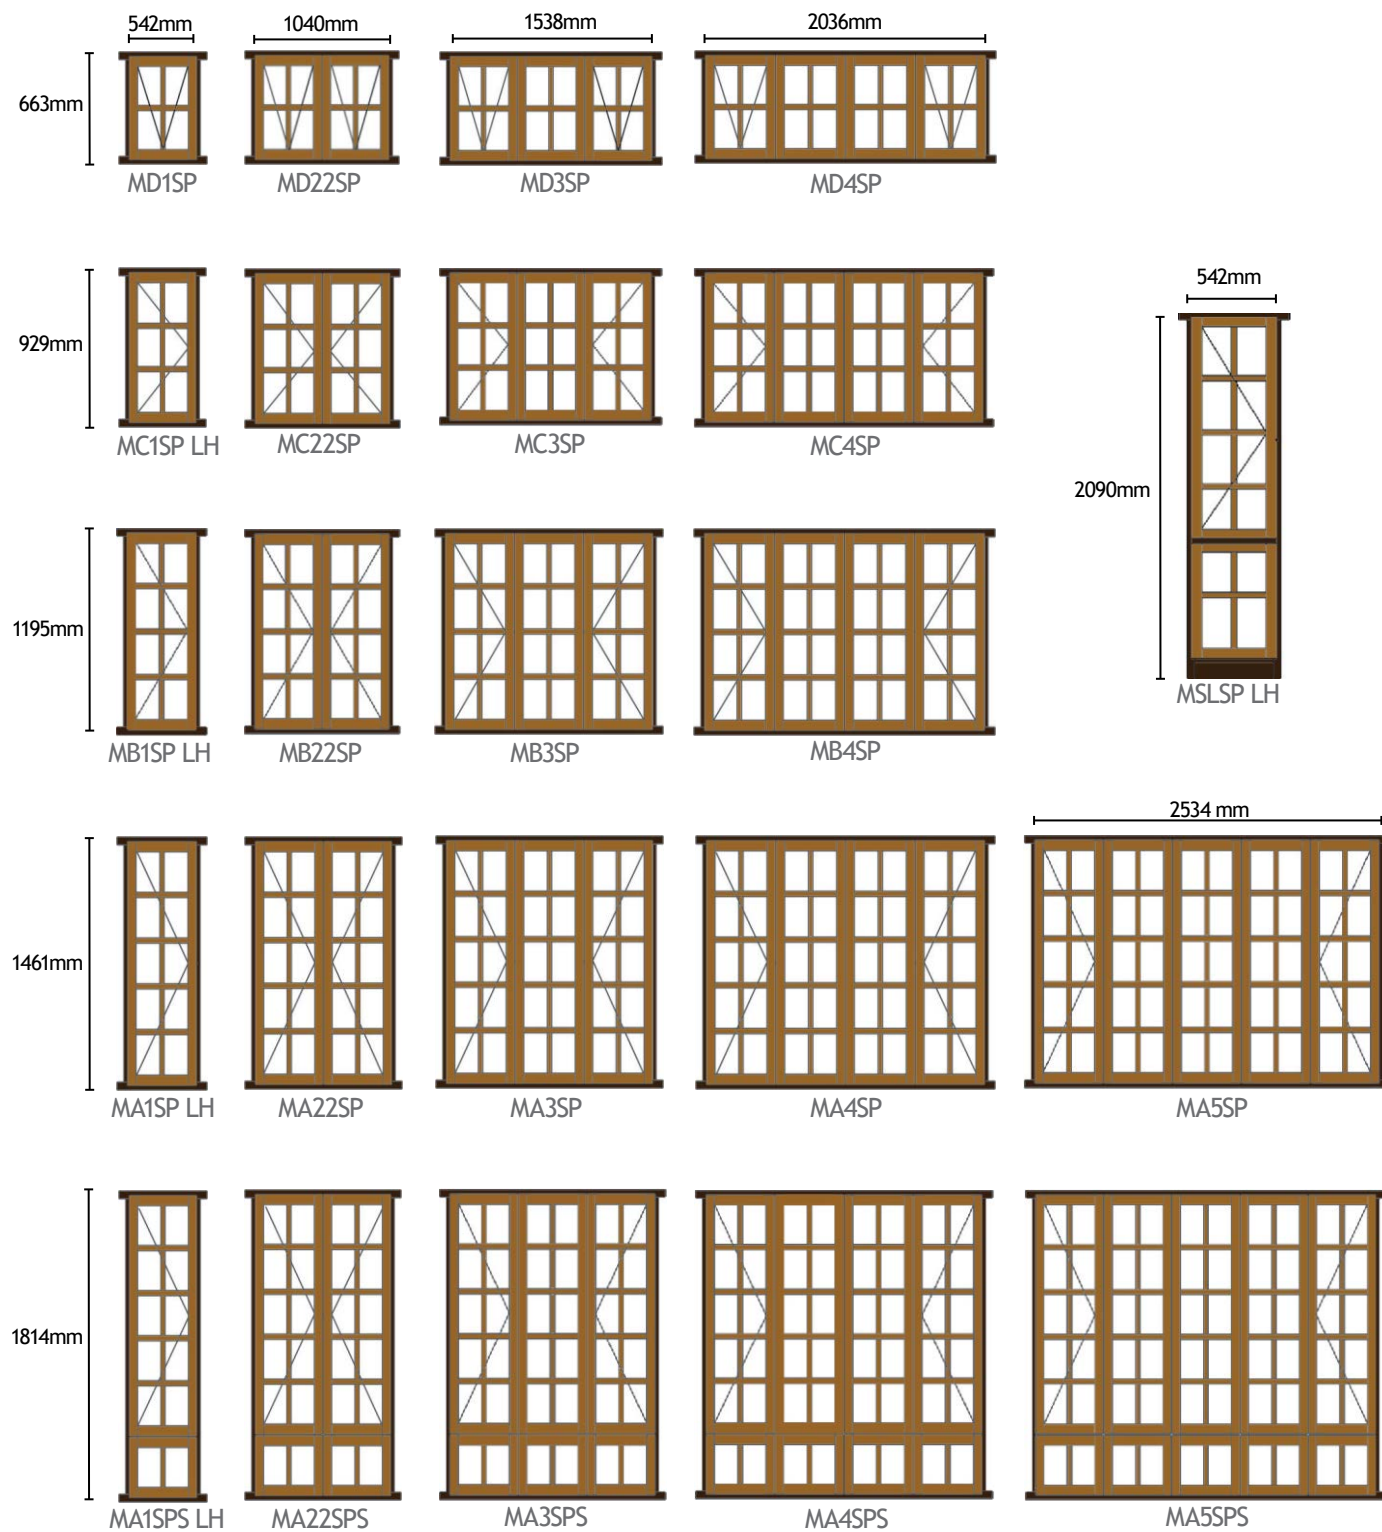 542mm
1040mm
1538mm
2036mm
663mm
MD1SP
MD22SP
MD3SP
MD4SP
929mm
MC1SP LH
MC22SP
MC3SP
MC4SP
542mm
2090mm
MSLSP LH
1195mm
MB1SP LH
MB22SP
MB3SP
MB4SP
2534 mm
1461mm
MA1SP LH
MA22SP
MA3SP
MA4SP
MA5SP
1814mm
MA1SPS LH
MA22SPS
MA3SPS
MA4SPS
MA5SPS